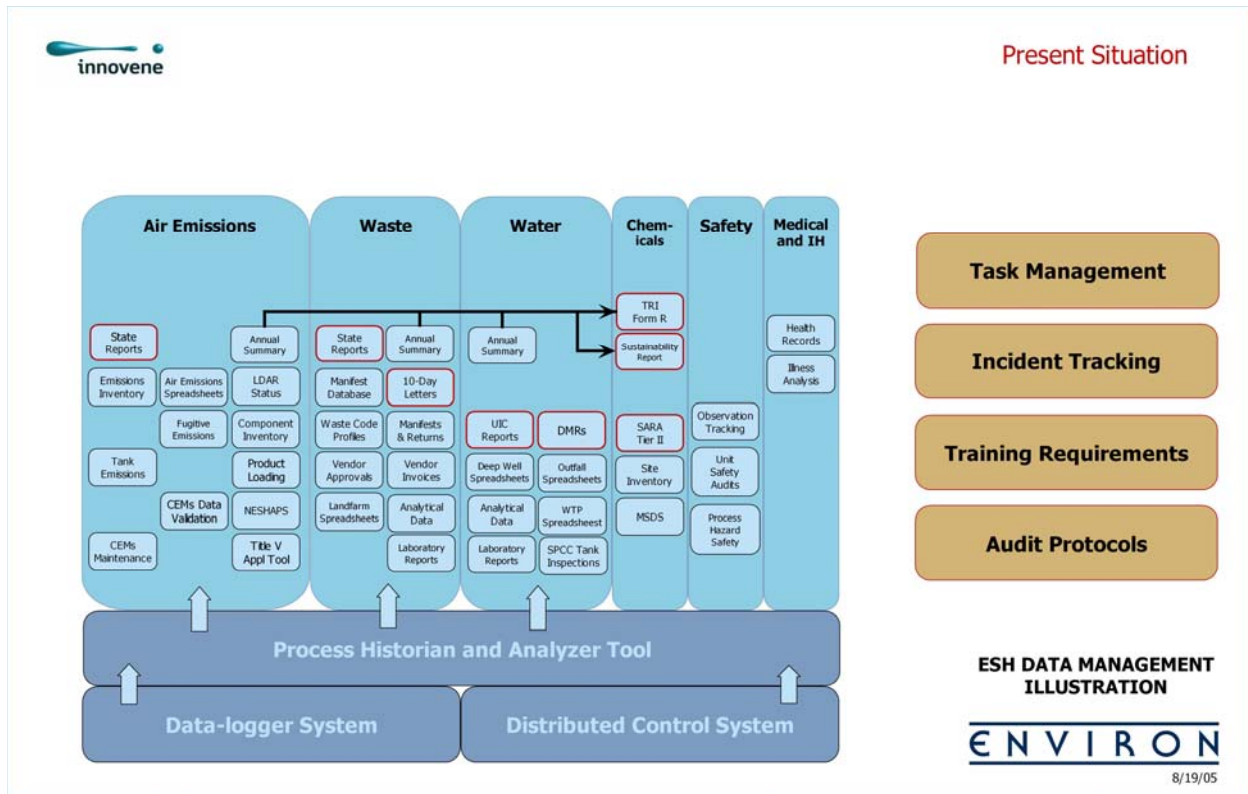 innovene
Present Situation
Air Emissions
State
Reports
Annual
Summary
Emissions
Inventory
Air Emissions
Spreadsheets
LDAR
Status
Fugitive
Emissions
Component
Inventory
Tank
Emissions
Product
Loading
CEMs Data
Validation
NESHAPS
CEMs
Maintenance
Title V
Appl Tool
Waste
State
Reports
Annual
Summary
Manifest
Database
10-Day
Letters
Waste Code
Profiles
Manifests
& Returns
Vendor
Approvals
Vendor
Invoices
Landfarm
Spreadsheets
Analytical
Data
Laboratory
Reports
Water
Annual
Summary
UIC
Reports
DMRs
Deep Well
Spreadsheets
Outfall
Spreadsheets
Analytical
Data
WTP
Spreadsheest
Laboratory
Reports
SPCC Tank
Inspections
Chem-
icals
TRI
Form R
Sustainability
Report
SARA
Tier II
Site
Inventory
MSDS
Safety
Observation
Tracking
Unit
Safety
Audits
Process
Hazard
Safety
Medical
and IH
Health
Records
Illness
Analysis
Process Historian and Analyzer Tool
Data-logger System
Distributed Control System
Task Management
Incident Tracking
Training Requirements
Audit Protocols
ESH DATA MANAGEMENT
ILLUSTRATION
ENVIRON
8/19/05